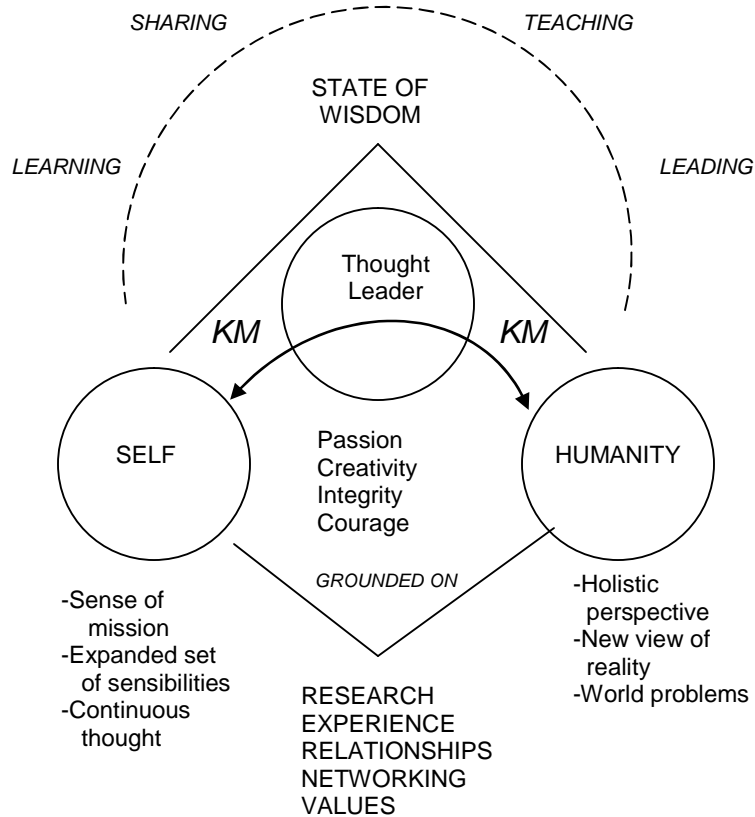 SHARING
TEACHING
STATE OF
WISDOM
LEARNING
LEADING
Thought
Leader
KM
KM
SELF
HUMANITY
Passion
Creativity
Integrity
Courage
GROUNDED ON
-Sense of
mission
-Expanded set
of sensibilities
-Continuous
thought
-Holistic
perspective
-New view of
reality
-World problems
RESEARCH
EXPERIENCE
RELATIONSHIPS
NETWORKING
VALUES